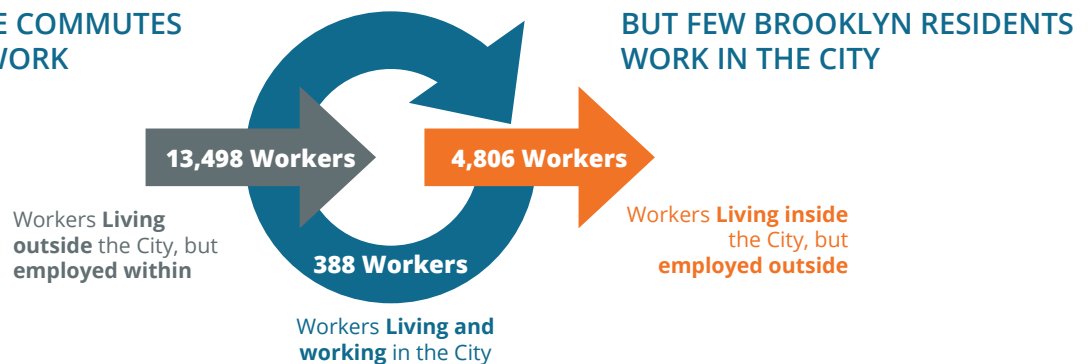 E COMMUTES
WORK
BUT FEW BROOKLYN RESIDENTS
WORK IN THE CITY
13,498 Workers
4,806 Workers
Workers Living
outside the City, but
employed within
Workers Living inside
the City, but
employed outside
388 Workers
Workers Living and
working in the City